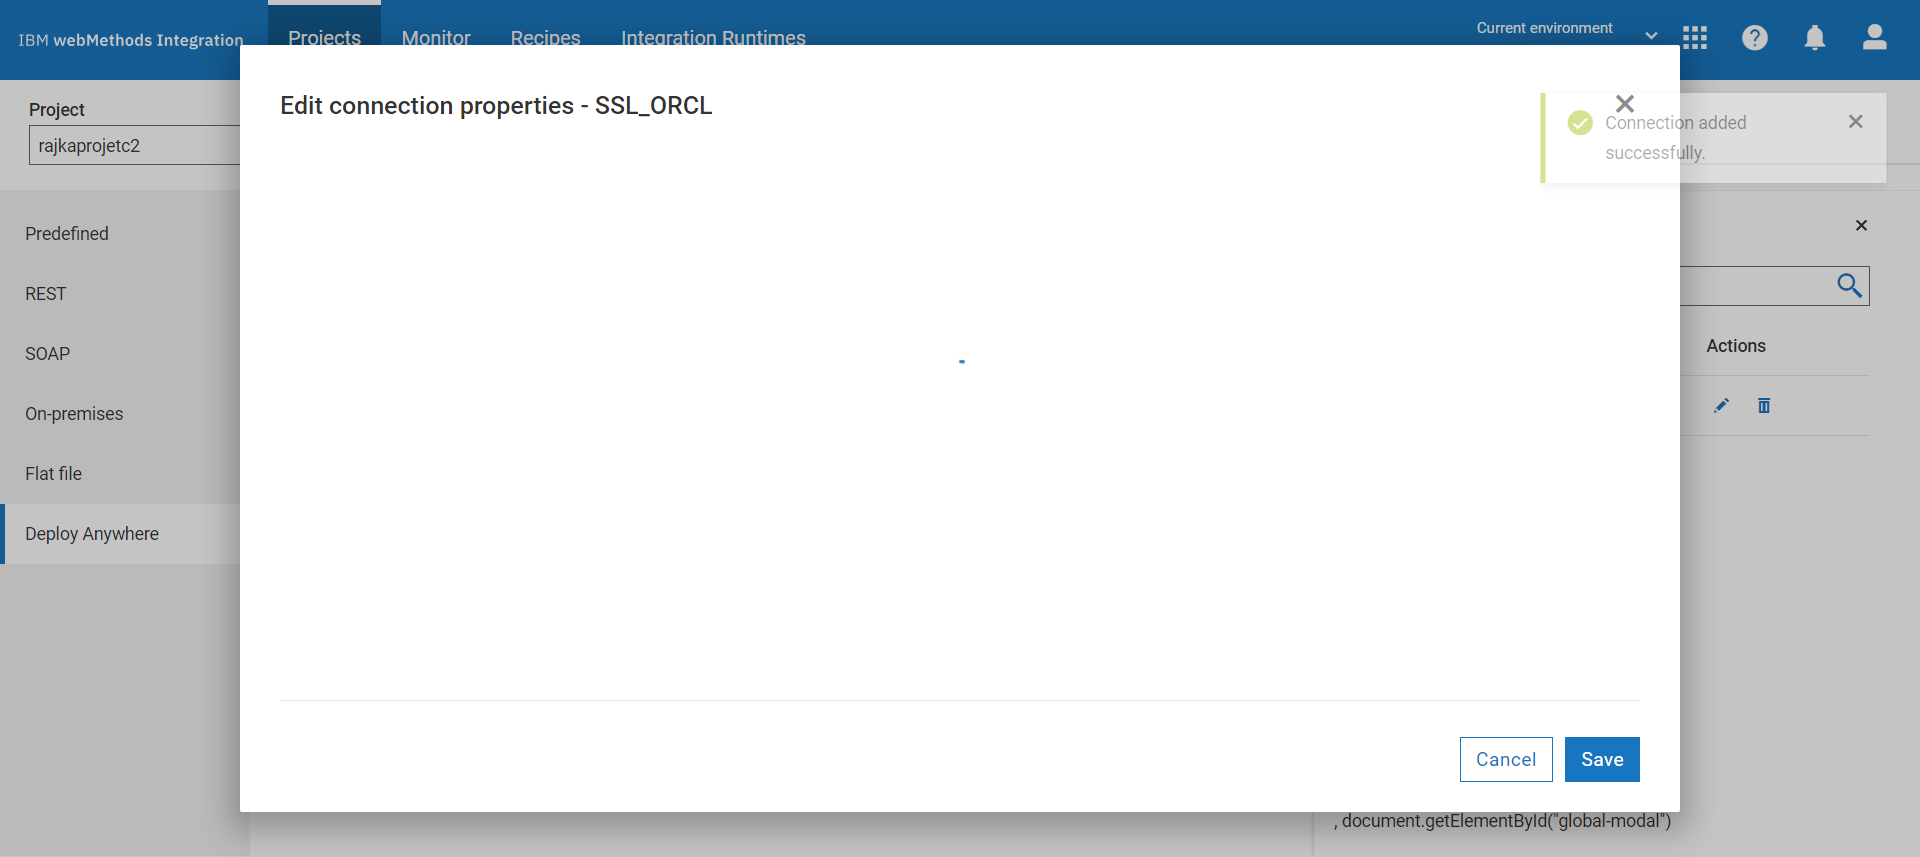 IBM webMethods Integration
Projects
Monitor
Recipes
Integration Runtimes
Current environment
Project
rajkaprojetc2
Edit connection properties - SSL_ORCL
Connection added
successfully.
Predefined
REST
SOAP
On-premises
Flat file
Deploy Anywhere
Actions
Cancel
Save
, document.getElementById("global-modal")